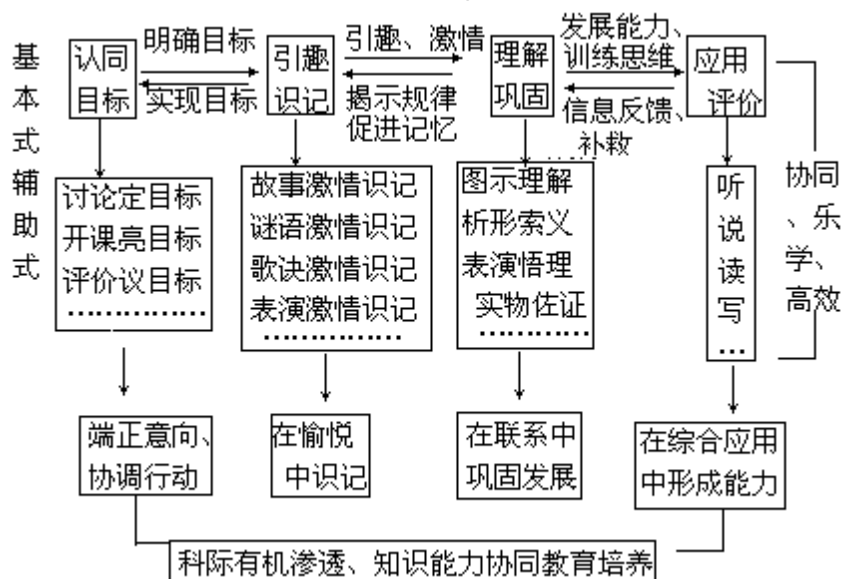 基本式辅助式
认同
目标
明确目标
实现目标
引趣
识记
引趣、激情
揭示规律
促进记忆
理解
巩固
发展能力、
训练思维
信息反馈、
补救
应用
评价
讨论定目标
开课亮目标
评价议目标
……………
故事激情识记
谜语激情识记
歌诀激情识记
表演激情识记
……………
图示理解
析形索义
表演悟理
实物佐证
…………
听
说
读
写
…
协同
、乐
学、
高效
端正意向、
协调行动
在愉悦
中识记
在联系中
巩固发展
在综合应用
中形成能力
科际有机渗透、知识能力协同教育培养